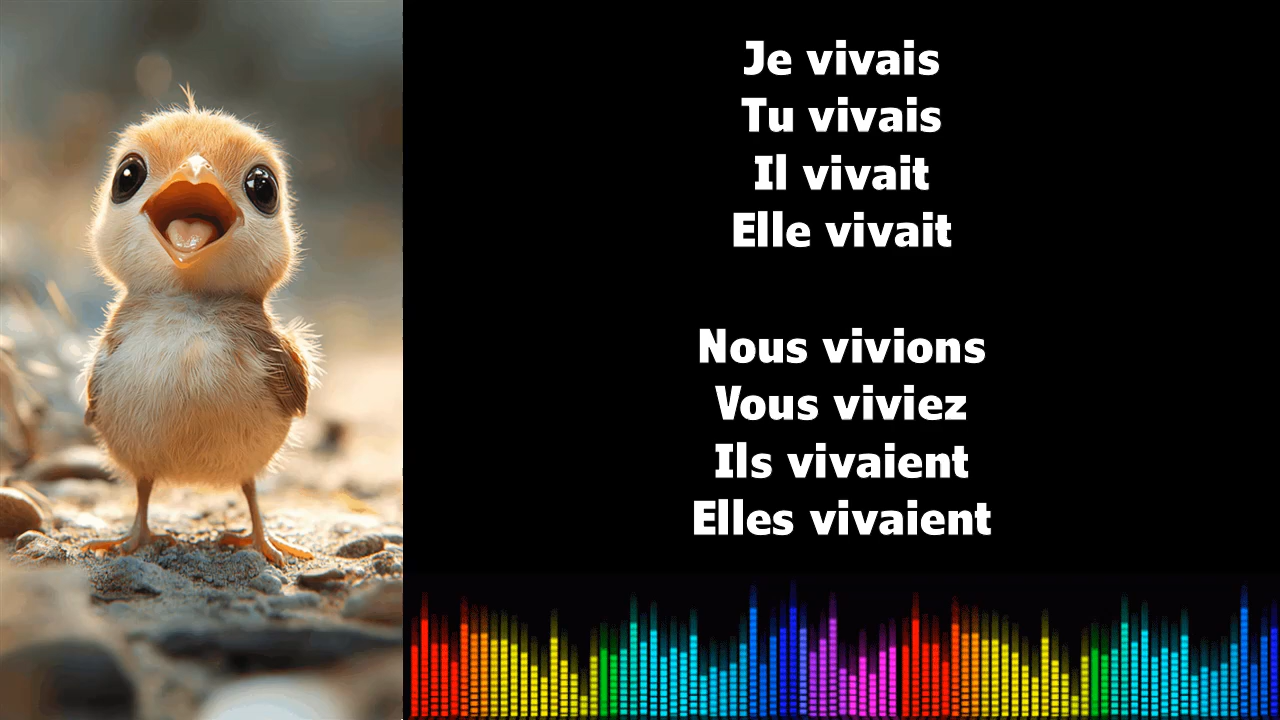 Je vivais
Tu vivais
Il vivait
Elle vivait
Nous vivions
Vous viviez
Ils vivaient
Elles vivaient